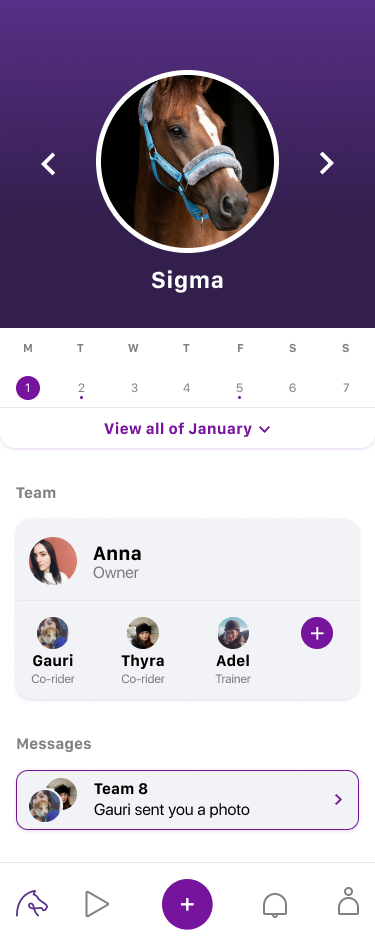 Sigma
M T W T F S S
1 2 3 4 5 6 7
View all of January
Team
Anna
Owner
Gauri Thyra Adel
Co-rider Co-rider Trainer
Messages
Team 8
Gauri sent you a photo